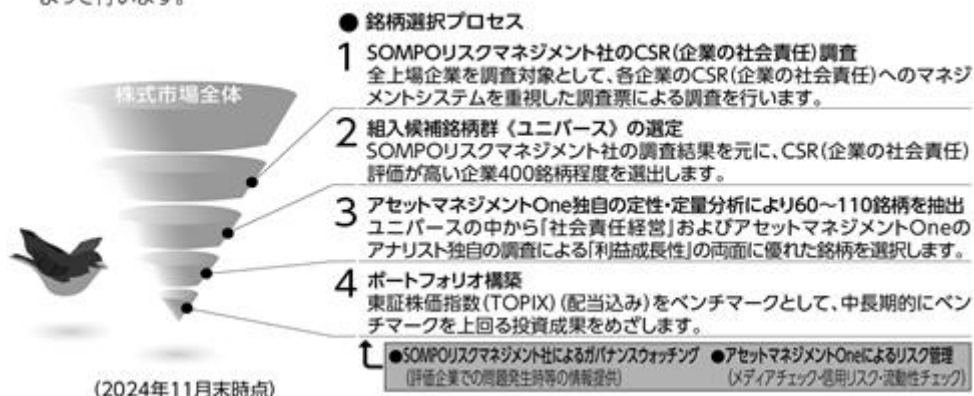 よって行います。
● 銘柄選択プロセス
1 SOMPOリスクマネジメント社のCSR(企業の社会責任)調査
全上場企業を調査対象として、各企業のCSR(企業の社会責任)へのマネジ
メントシステムを重視した調査票による調査を行います。
株式市場全体
2 組入候補銘柄群《ユニバース》の選定
SOMPOリスクマネジメント社の調査結果を元に、CSR(企業の社会責任)
評価が高い企業400銘柄程度を選出します。
3 アセットマネジメントOne独自の定性・定量分析により60～110銘柄を抽出
ユニバースの中から「社会責任経営」およびアセットマネジメントOneの
アナリスト独自の調査による「利益成長性」の両面に優れた銘柄を選択します。
4 ポートフォリオ構築
東証株価指数(TOPIX)(配当込み)をベンチマークとして、中長期的にベン
チマークを上回る投資成果をめざします。
●SOMPOリスクマネジメント社によるガバナンスウォッチング ●アセットマネジメントOneによるリスク管理
(評価企業での問題発生時等の情報提供) (メディアチェック・信用リスク・流動性チェック)
(2024年11月末時点)